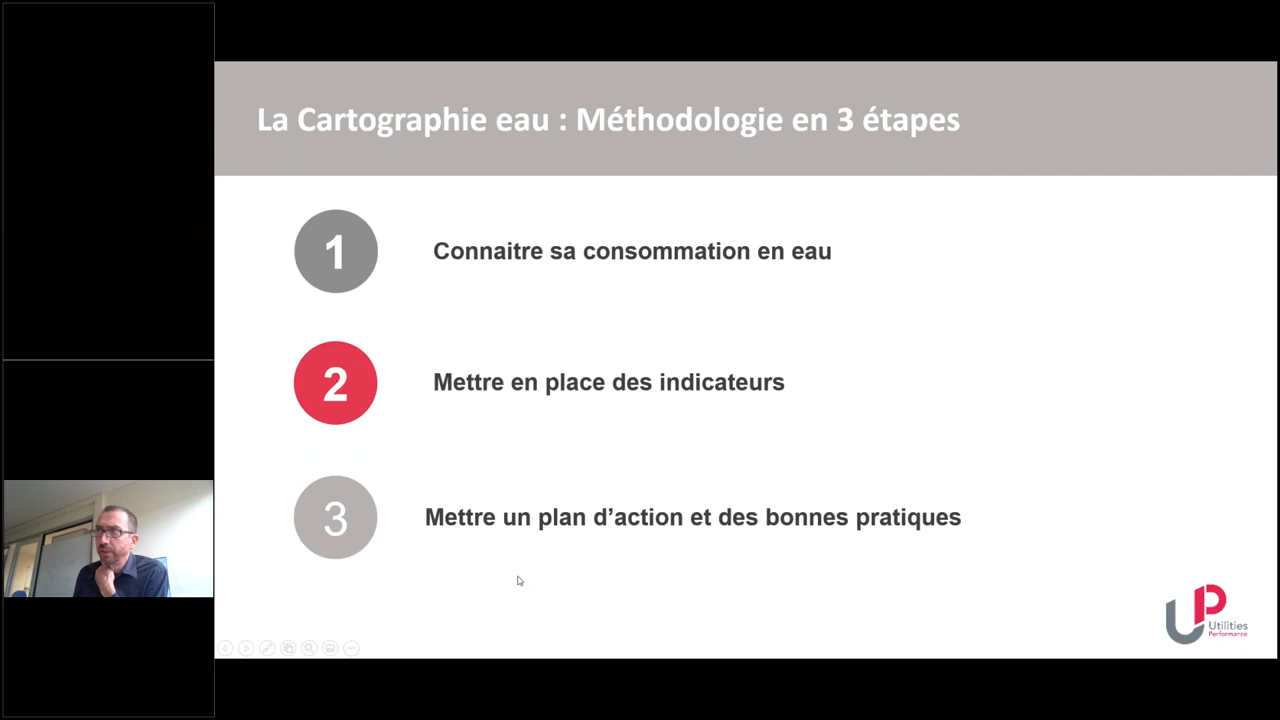 La Cartographie eau : Méthodologie en 3 étapes
1
Connaitre sa consommation en eau
2
Mettre en place des indicateurs
3
Mettre un plan d’action et des bonnes pratiques
UP
Utilities
Performance